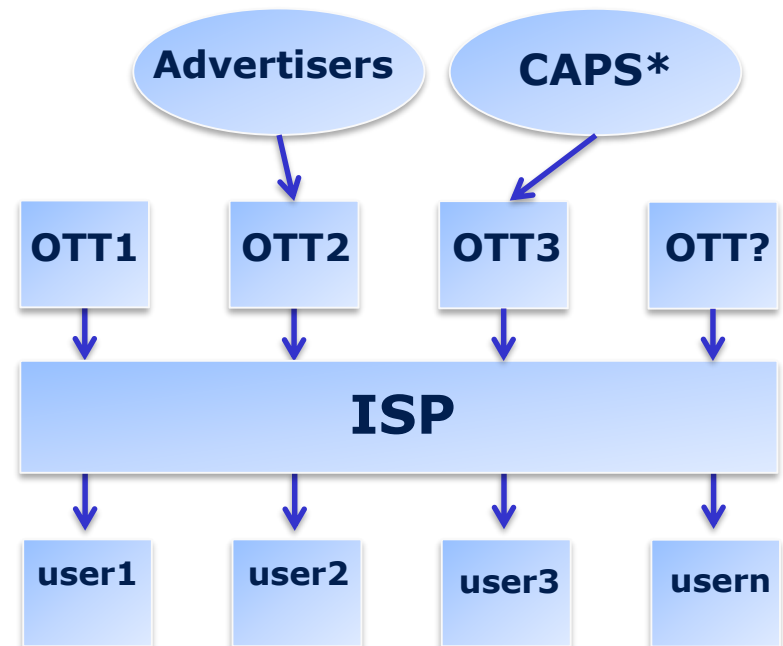 Advertisers
CAPS*
OTT1
OTT2
OTT3
OTT?
ISP
user1
user2
user3
usern